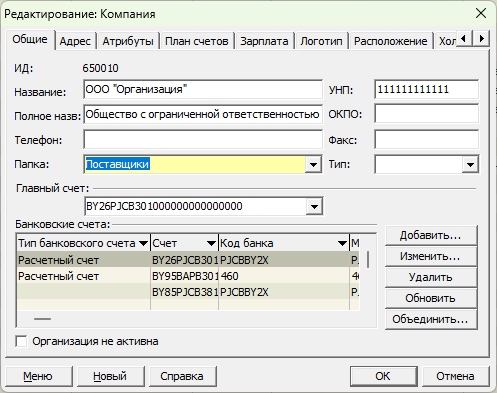 Редактирование: Компания
Общие Адрес Атрибуты План счетов Зарплата Логотип Расположение Хол
ИД: 650010
Название: ООО "Организация" УНП: 111111111111
Полное назв: Общество с ограниченной ответственностью ОКПО:
Телефон: Факс:
Папка: Поставщики Тип:
Главный счет:
BY26PJCB301000000000000000
Банковские счета:
Тип банковского счета Счет Код банка М
Расчетный счет BY26PJCB301 PJCBBY2X P.
Расчетный счет BY95BAPB301 460 46
BY85PJCB381 PJCBBY2X P.
Добавить...
Изменить...
Удалить
Обновить
Объединить...
Организация не активна
Меню Новый Справка ОК Отмена